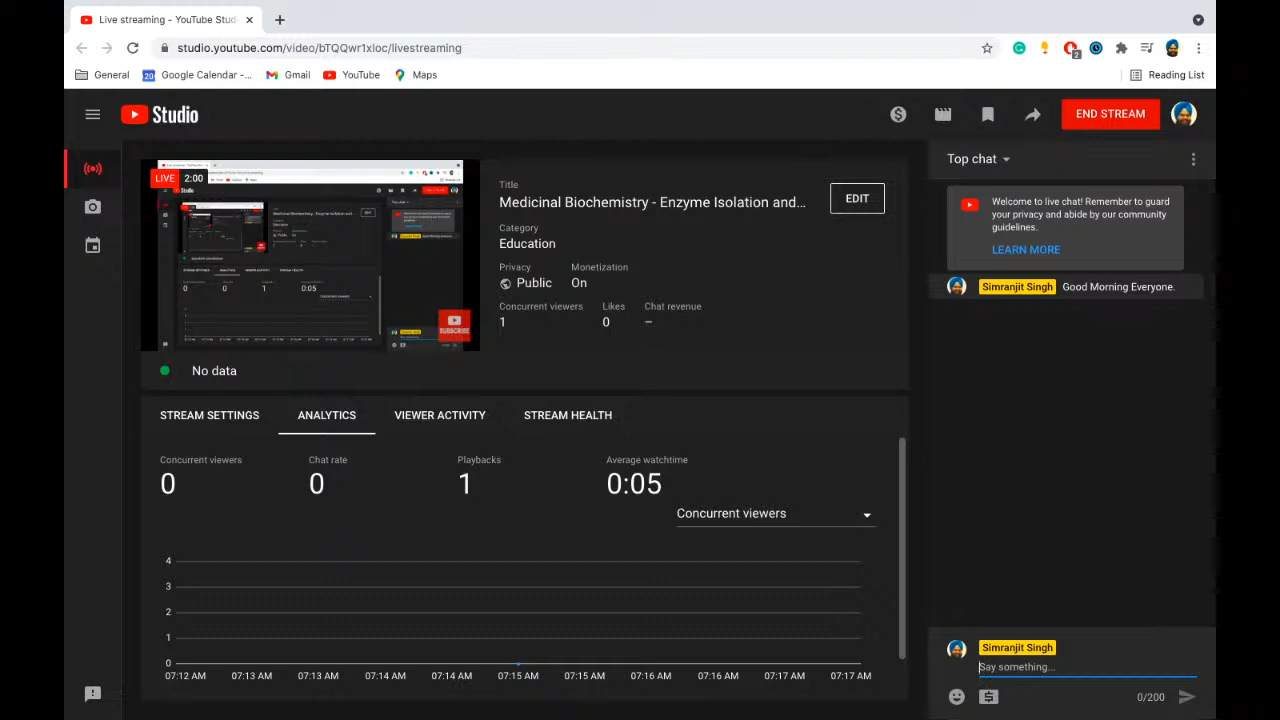 Live streaming - YouTube Stud
studio.youtube.com/video/bTQQwr1xloc/livestreaming
2
General
20 Google Calendar -...
Gmail
YouTube
Maps
Reading List
Studio
END STREAM
LIVE 2:00
SUBSCRIBE
Title
Medicinal Biochemistry - Enzyme Isolation and...
EDIT
Category
Education
Privacy Monetization
Public On
Concurrent viewers Likes Chat revenue
1 0 –
No data
Top chat
Welcome to live chat! Remember to guard
your privacy and abide by our community
guidelines.
LEARN MORE
Simranjit Singh Good Morning Everyone.
STREAM SETTINGS ANALYTICS VIEWER ACTIVITY STREAM HEALTH
Concurrent viewers Chat rate Playbacks Average watchtime
0 0 1 0:05
Concurrent viewers
4
3
2
1
0
07:12 AM 07:13 AM 07:13 AM 07:14 AM 07:14 AM 07:15 AM 07:15 AM 07:16 AM 07:16 AM 07:17 AM 07:17 AM
Simranjit Singh
Say something...
0/200